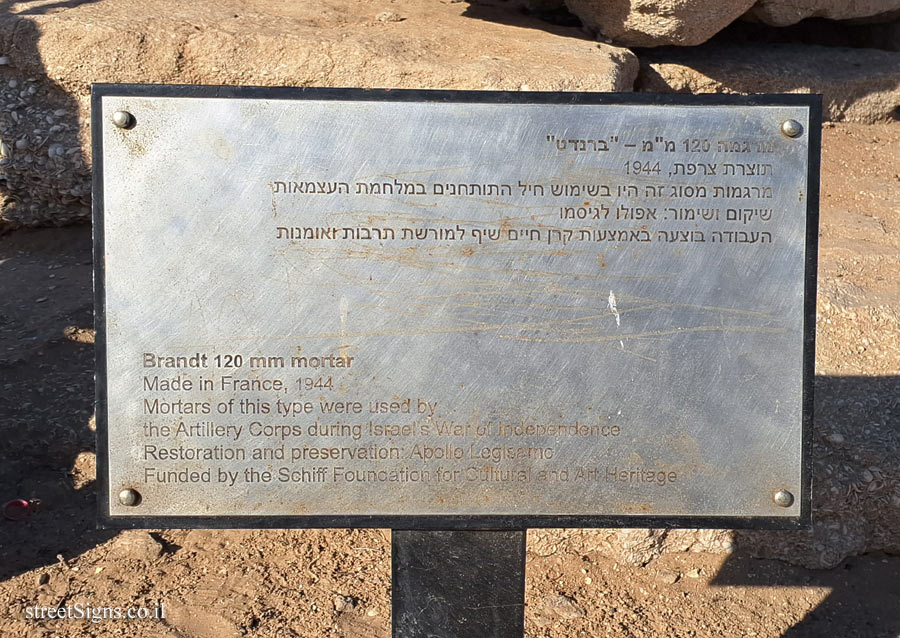 מרגמה 120 מ"מ – "ברנדט"
תוצרת צרפת, 1944
מרגמות מסוג זה היו בשימוש חיל התותחנים במלחמת העצמאות
שיקום ושימור: אפולו לגיסמו
העבודה בוצעה באמצעות קרן חיים שיף למורשת תרבות ואומנות
Brandt 120 mm mortar
Made in France, 1944
Mortars of this type were used by
the Artillery Corps during Israel's War of Independence
Restoration and preservation: Abollo Legisamo
Funded by the Schiff Foundation for Cultural and Art Heritage
streetSigns.co.il